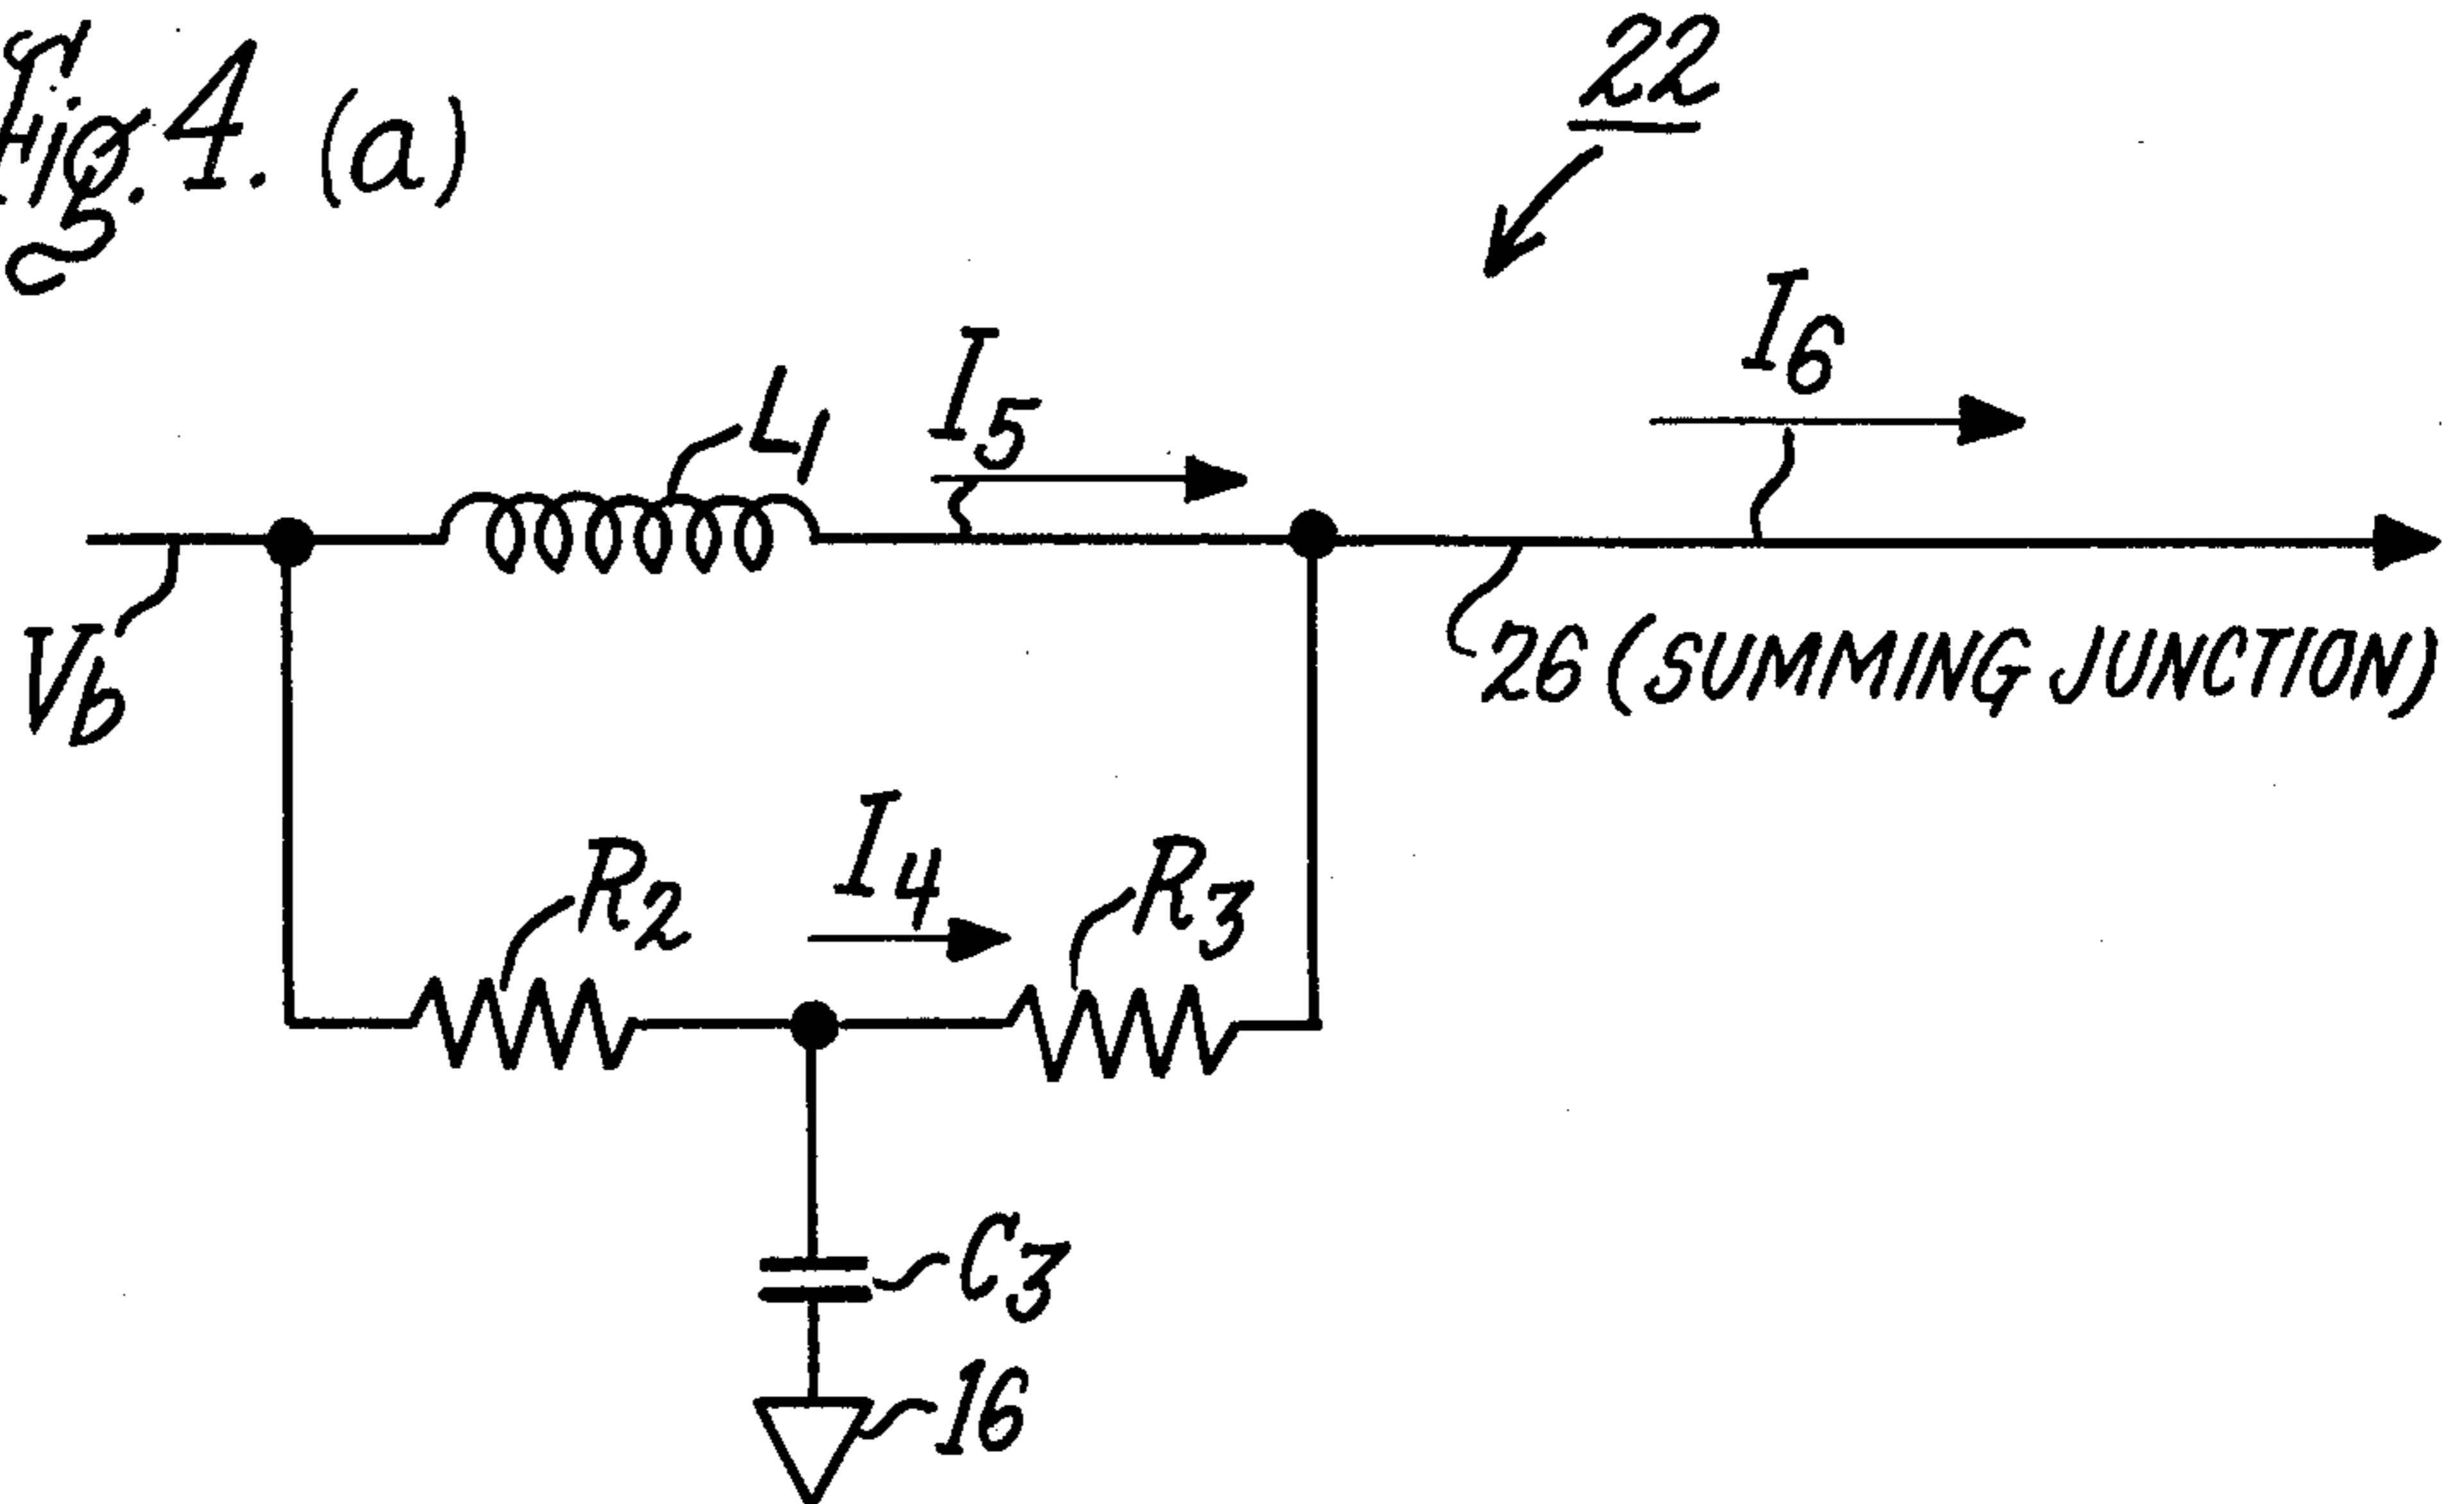 Fig. 4. (a)
22
I6
I5
L1
Vb
26 (SUMMING JUNCTION)
I4
R2
R3
C3
16